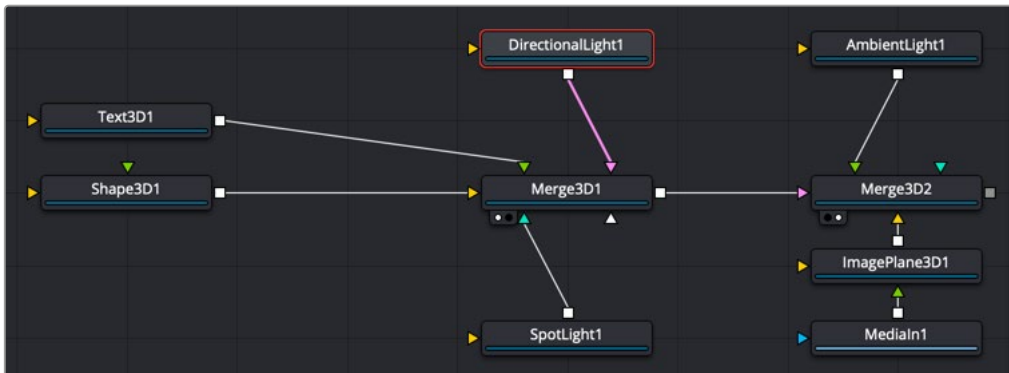 DirectionalLight1
AmbientLight1
Text3D1
Shape3D1
Merge3D1
Merge3D2
ImagePlane3D1
SpotLight1
MediaIn1